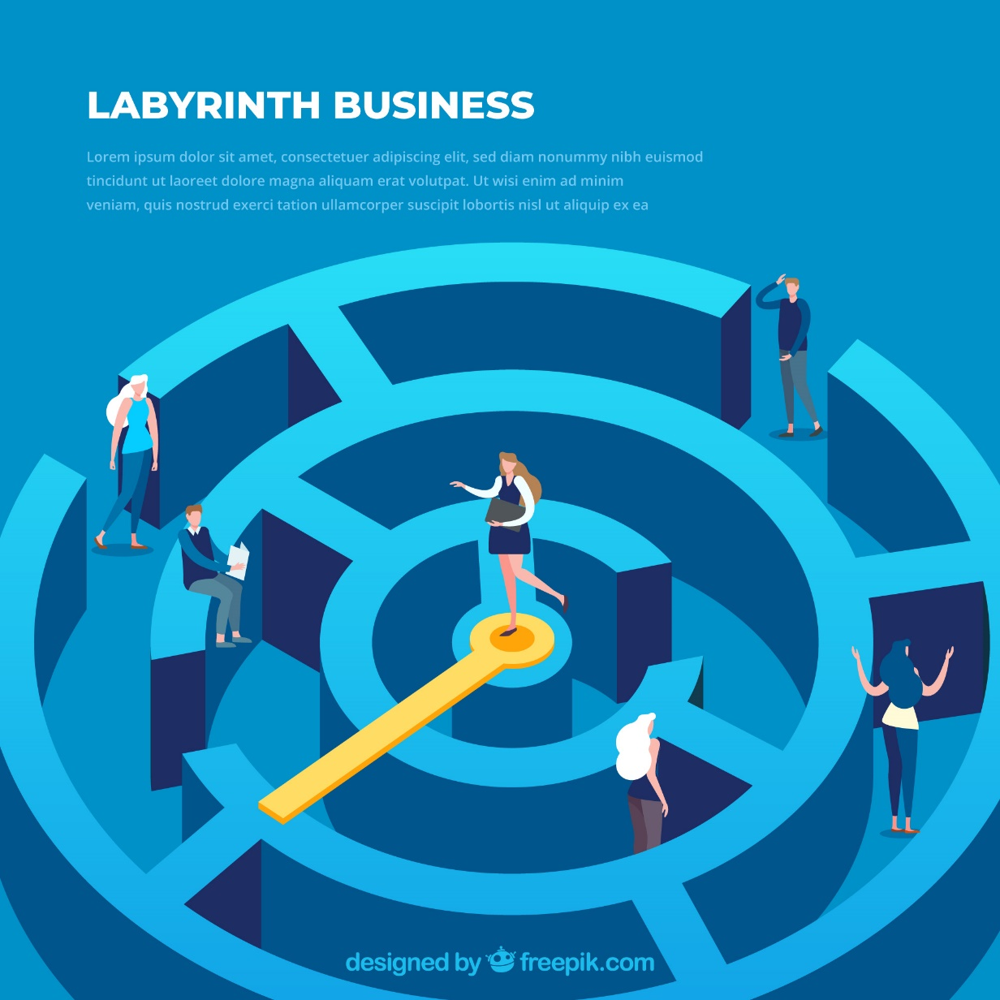 LABYRINTH BUSINESS
Lorem ipsum dolor sit amet, consectetuer adipiscing elit, sed diam nonummy nibh euismod
tincidunt ut laoreet dolore magna aliquam erat volutpat. Ut wisi enim ad minim
veniam, quis nostrud exerci tation ullamcorper suscipit lobortis nisl ut aliquip ex ea
designed by freepik.com